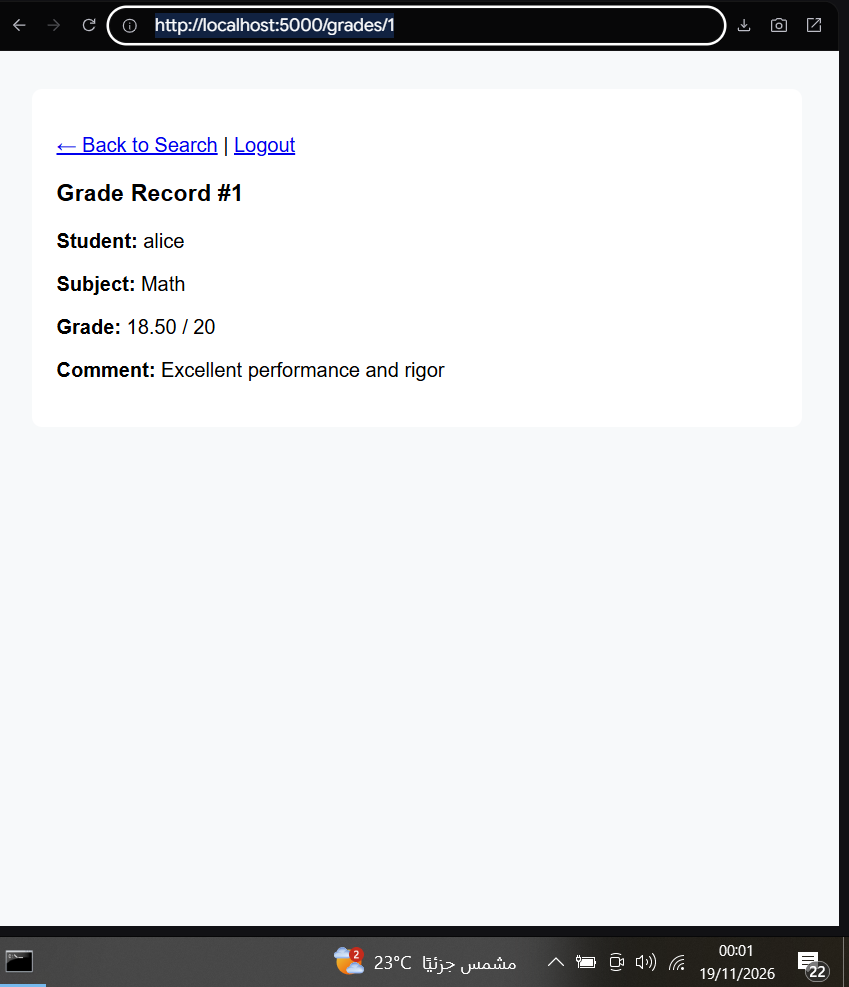 http://localhost:5000/grades/1
← Back to Search | Logout
Grade Record #1
Student: alice
Subject: Math
Grade: 18.50 / 20
Comment: Excellent performance and rigor
2
23°C مشمس جزئيًا
00:01
19/11/2026
22